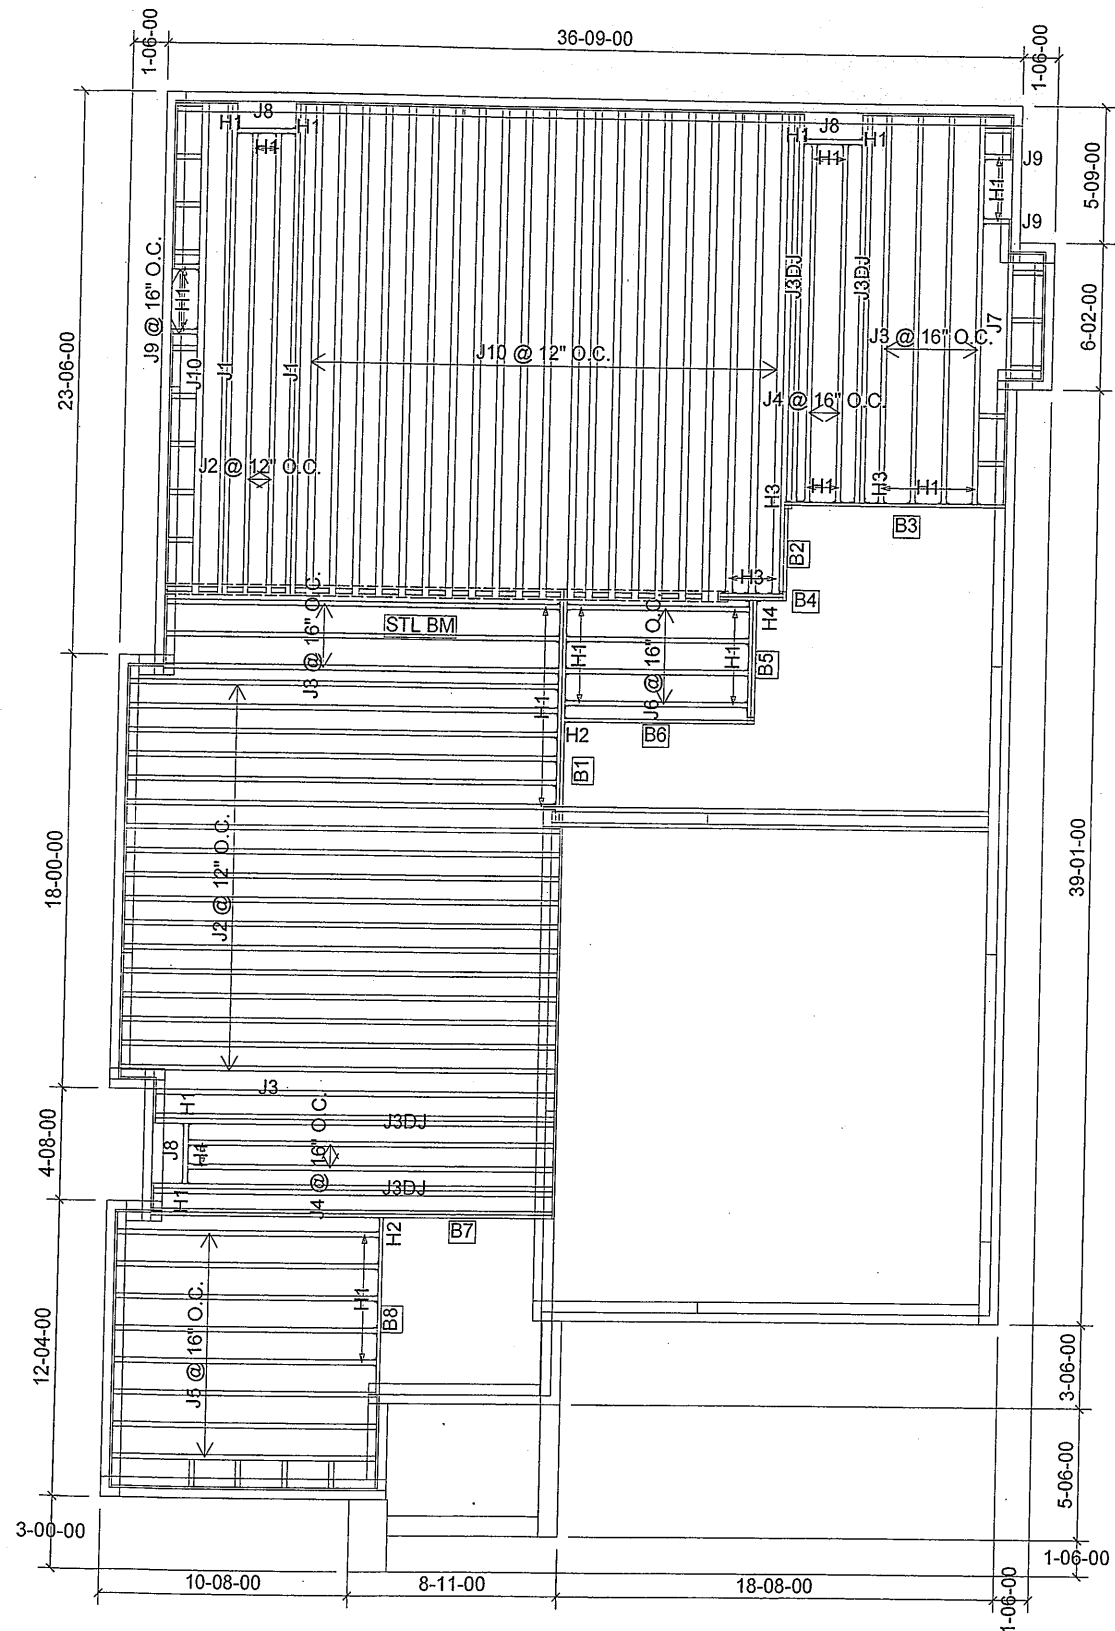 1-06-00
36-09-00
1-06-00
J8
H1
H1
H1
J8
H1
H1
H1
J9
H1
J9
5-09-00
J9 @ 16" O.C.
H1
J10
J1
J1
J10 @ 12" O.C.
J3DJ
J3DJ
J3 @ 16" O.C.
J7
6-02-00
23-06-00
J4 @ 16" O.C.
J2 @ 12" O.C.
H3
H1
H3
H1
B3
B2
H3
B4
J3 @ 16" O.C.
STL BM
H1
H1
J6 @ 16" O.C.
H1
H4
B5
H2
B6
B1
18-00-00
J2 @ 12" O.C.
39-01-00
J3
H1
J3DJ
J8
H1
J4 @ 16" O.C.
4-08-00
H1
J3DJ
H2
B7
H1
B8
J5 @ 16" O.C.
12-04-00
3-06-00
5-06-00
3-00-00
1-06-00
10-08-00
8-11-00
18-08-00
1-06-00